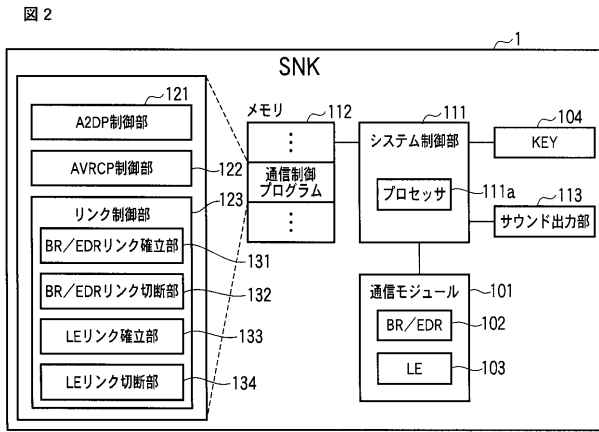 図2
1
SNK
121
A2DP制御部
AVRCP制御部
122
123
リンク制御部
BR/EDRリンク確立部
131
BR/EDRリンク切断部
132
LEリンク確立部
133
LEリンク切断部
134
メモリ
112
⋮
通信制御
プログラム
⋮
111
システム制御部
プロセッサ
111a
104
KEY
113
サウンド出力部
通信モジュール
101
BR/EDR
102
LE
103